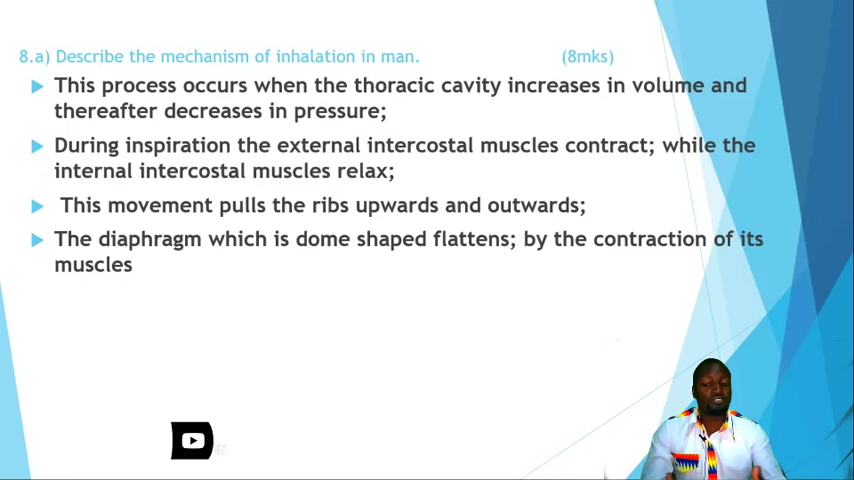 8.a) Describe the mechanism of inhalation in man. (8mks)
This process occurs when the thoracic cavity increases in volume and
thereafter decreases in pressure;
During inspiration the external intercostal muscles contract; while the
internal intercostal muscles relax;
This movement pulls the ribs upwards and outwards;
The diaphragm which is dome shaped flattens; by the contraction of its
muscles